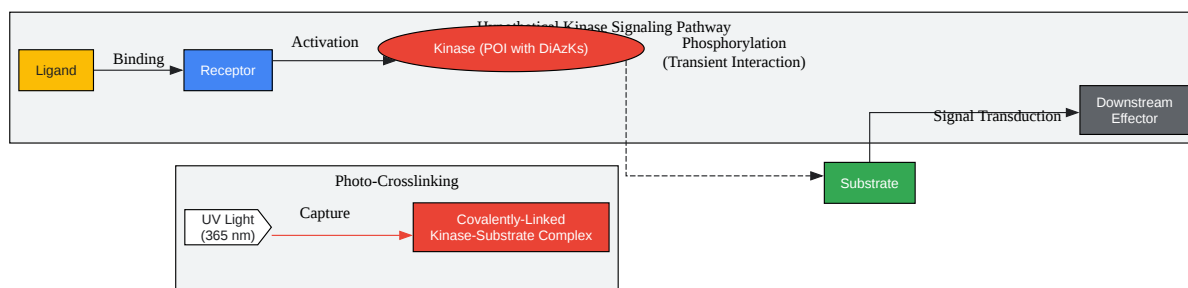 Hypothetical Kinase Signaling Pathway
Ligand
Binding
Receptor
Activation
Kinase (POI with DiAzKs)
Phosphorylation
(Transient Interaction)
Substrate
Signal Transduction
Downstream
Effector
Photo-Crosslinking
UV Light
(365 nm)
Capture
Covalently-Linked
Kinase-Substrate Complex